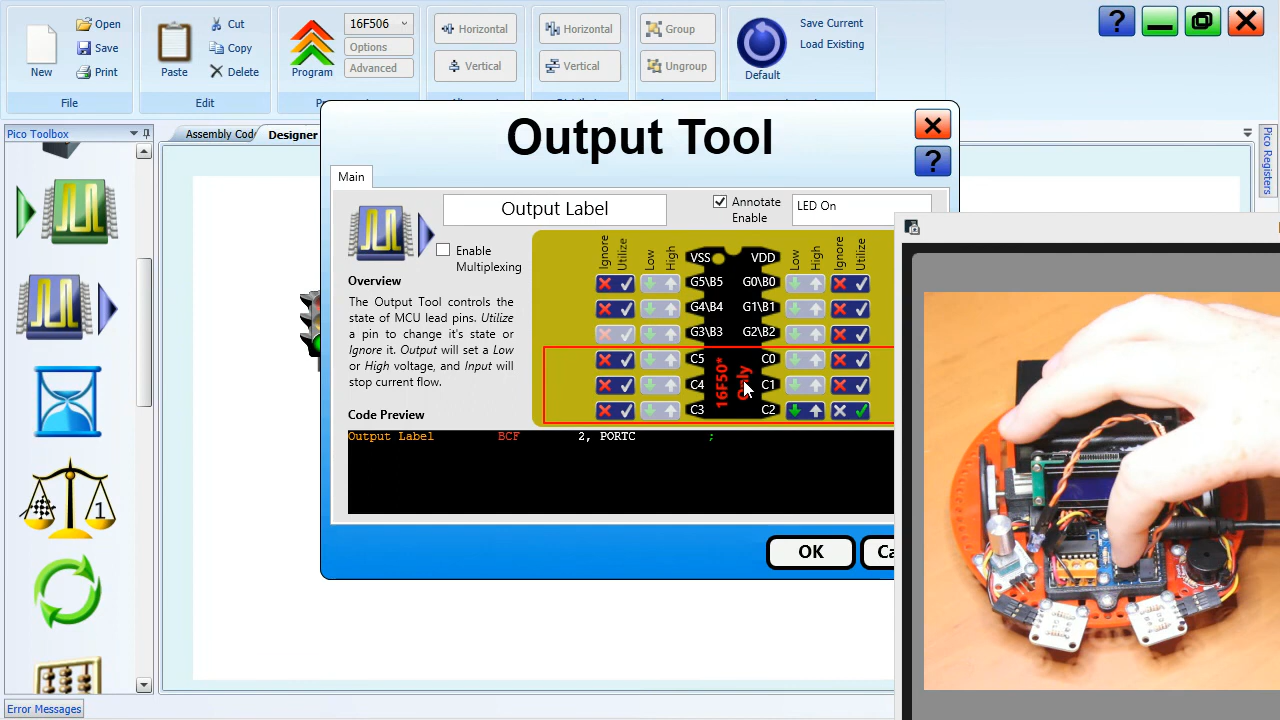 New
Open
Save
Print
File
Paste
Cut
Copy
Delete
Edit
Program
16F506
Options
Advanced
Horizontal
Vertical
Horizontal
Vertical
Group
Ungroup
Default
Save Current
Load Existing
Pico Toolbox
Assembly Cod
Designer
Pico Registers
Output Tool
Main
Output Label
Annotate
Enable
LED On
Enable
Multiplexing
Overview
The Output Tool controls the
state of MCU lead pins. Utilize
a pin to change it's state or
Ignore it. Output will set a Low
or High voltage, and Input will
stop current flow.
Ignore
Utilize
Low
High
VSS
VDD
Low
High
Ignore
Utilize
G5\B5
G0\B0
G4\B4
G1\B1
G3\B3
G2\B2
C5
C0
C4
C1
C3
C2
16F50*
Only
Code Preview
Output Label BCF 2, PORTC ;
OK
Ca
1
Error Messages